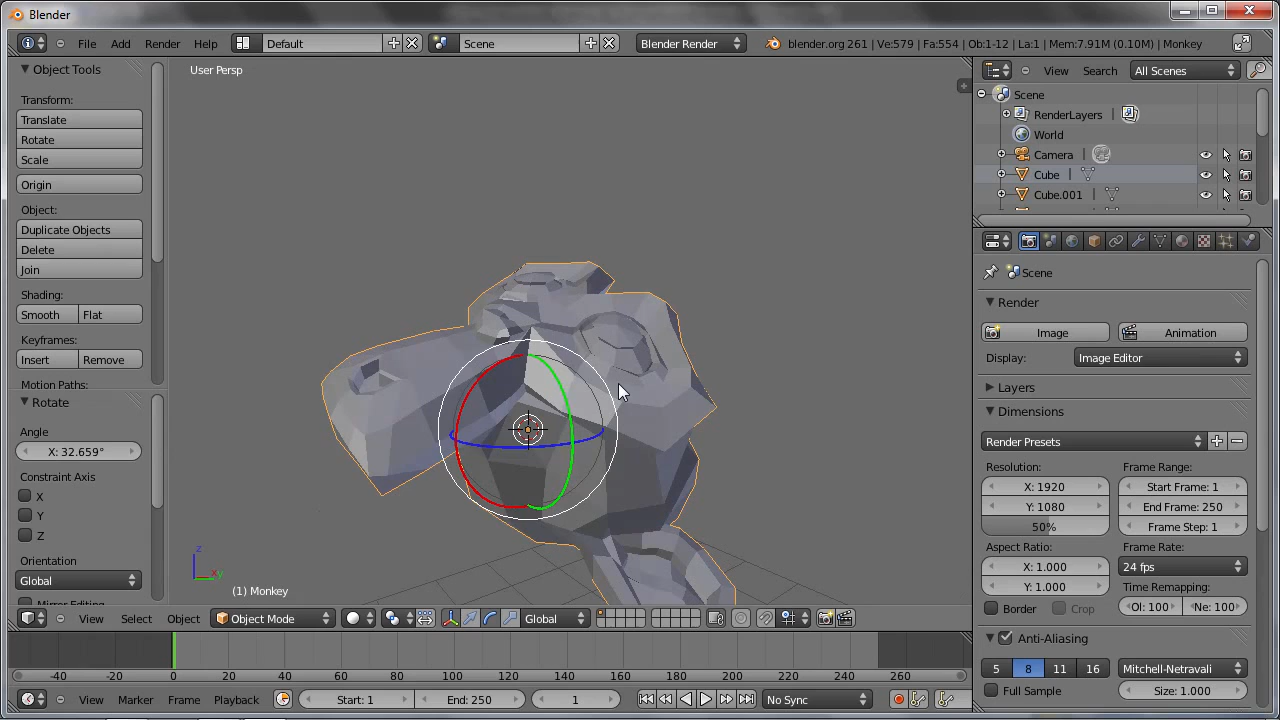 Blender
File Add Render Help Default Scene Blender Render blender.org 261 | Ve:579 | Fa:554 | Ob:1-12 | La:1 | Mem:7.91M (0.10M) | Monkey
Object Tools
Transform:
Translate
Rotate
Scale
Origin
Object:
Duplicate Objects
Delete
Join
Shading:
Smooth Flat
Keyframes:
Insert Remove
Motion Paths:
Rotate
Angle
X: 32.659°
Constraint Axis
X
Y
Z
Orientation
Global
Mirror Editing
User Persp
z
x y
(1) Monkey
View Search All Scenes
Scene
RenderLayers |
World
Camera |
Cube |
Cube.001 |
Scene
Render
Image Animation
Display: Image Editor
Layers
Dimensions
Render Presets
Resolution: Frame Range:
X: 1920 Start Frame: 1
Y: 1080 End Frame: 250
50% Frame Step: 1
Aspect Ratio: Frame Rate:
X: 1.000 24 fps
Y: 1.000 Time Remapping:
Border Crop Ol: 100 Ne: 100
Anti-Aliasing
5 8 11 16 Mitchell-Netravali
Full Sample Size: 1.000
View Select Object Object Mode Global
-40 -20 0 20 40 60 80 100 120 140 160 180 200 220 240 260
View Marker Frame Playback Start: 1 End: 250 1 No Sync